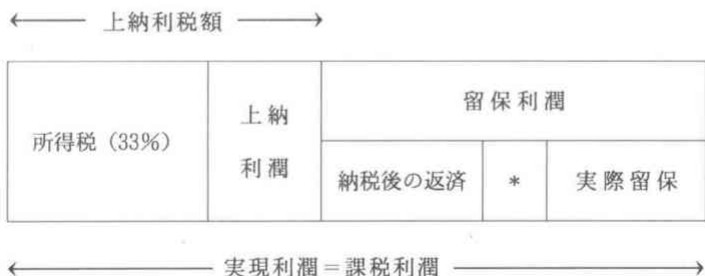 上納利税額
所得税（33%）
上納
利潤
留保利潤
納税後の返済
*
実際留保
実現利潤＝課税利潤